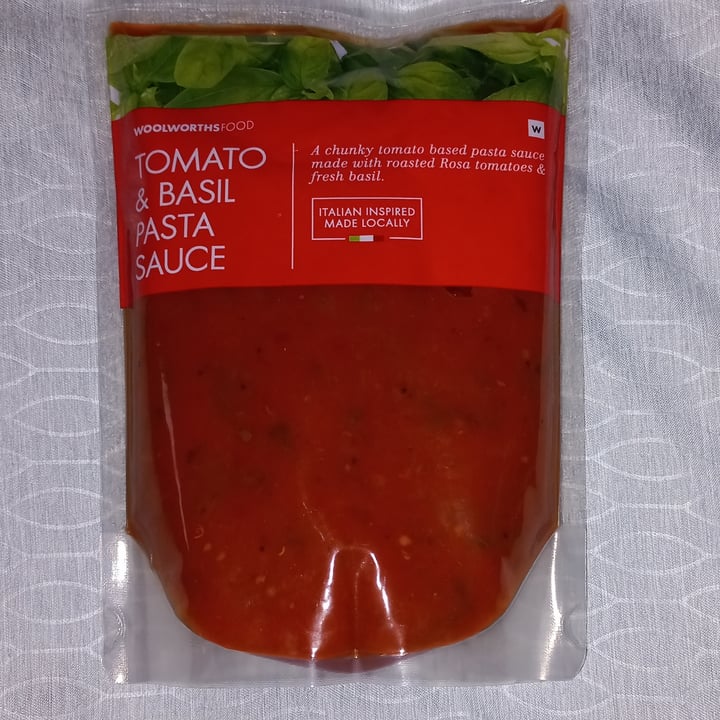 WOOLWORTHSFOOD
W
TOMATO
& BASIL
PASTA
SAUCE
A chunky tomato based pasta sauce
made with roasted Rosa tomatoes &
fresh basil.
ITALIAN INSPIRED
MADE LOCALLY